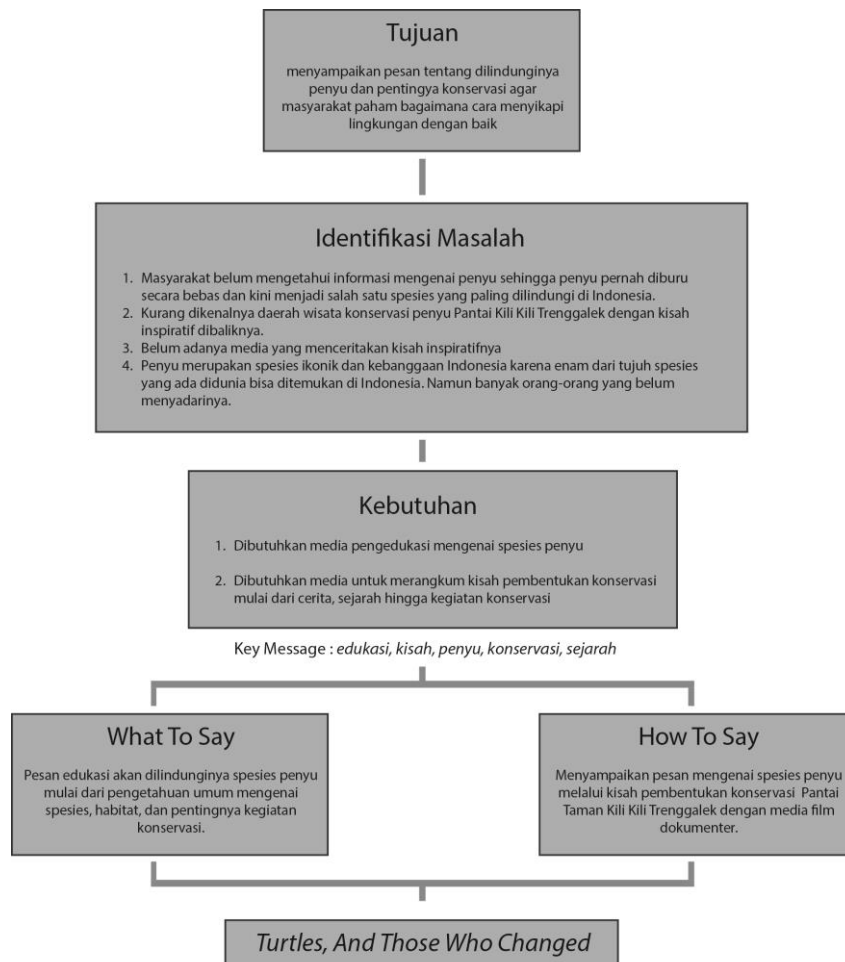 Tujuan
menyampaikan pesan tentang dilindunginya
penyu dan pentingya konservasi agar
masyarakat paham bagaimana cara menyikapi
lingkungan dengan baik
Identifikasi Masalah
1. Masyarakat belum mengetahui informasi mengenai penyu sehingga penyu pernah diburu
secara bebas dan kini menjadi salah satu spesies yang paling dilindungi di Indonesia.
2. Kurang dikenalnya daerah wisata konservasi penyu Pantai Kili Kili Trenggalek dengan kisah
inspiratif dibaliknya.
3. Belum adanya media yang menceritakan kisah inspiratifnya
4. Penyu merupakan spesies ikonik dan kebanggaan Indonesia karena enam dari tujuh spesies
yang ada didunia bisa ditemukan di Indonesia. Namun banyak orang-orang yang belum
menyadarinya.
Kebutuhan
1. Dibutuhkan media pengedukasi mengenai spesies penyu
2. Dibutuhkan media untuk merangkum kisah pembentukan konservasi
mulai dari cerita, sejarah hingga kegiatan konservasi
Key Message : edukasi, kisah, penyu, konservasi, sejarah
What To Say
Pesan edukasi akan dilindunginya spesies penyu
mulai dari pengetahuan umum mengenai
spesies, habitat, dan pentingnya kegiatan
konservasi.
How To Say
Menyampaikan pesan mengenai spesies penyu
melalui kisah pembentukan konservasi Pantai
Taman Kili Kili Trenggalek dengan media film
dokumenter.
Turtles, And Those Who Changed